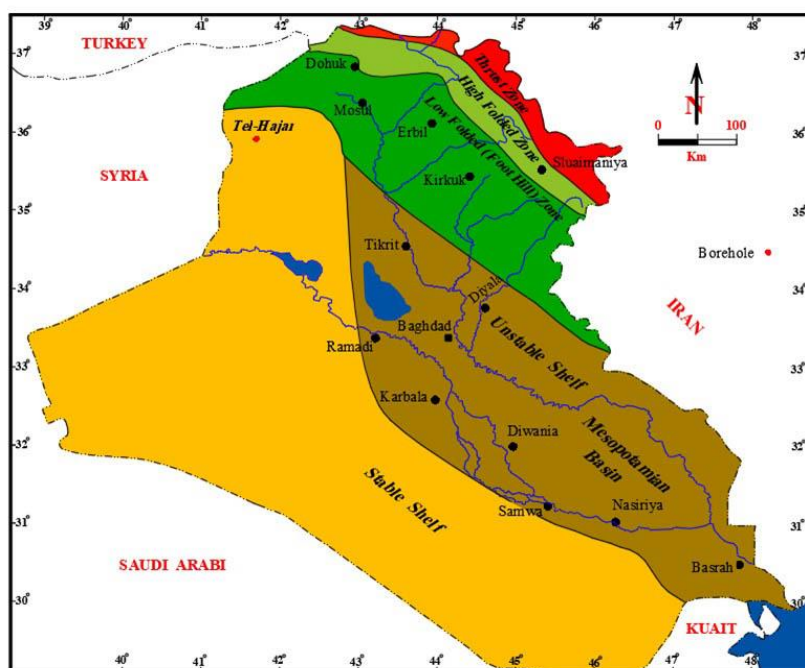 39° 40° 41° 42° 43° 44° 45° 46° 47° 48°
TURKEY
37°
37°
Dohuk
Thrust Zone
High Folded Zone
N
Mosul
Low Folded (Foot Hill) Zone
36°
Tel-Hajar
Erbil
0 100
Km
36°
SYRIA
Sluaimaniya
Kirkuk
35°
35°
Tikrit
Borehole
34°
Diyala
IRAN
34°
Baghdad
Unstable Shelf
Ramadi
33°
33°
Karbala
Mesopotamian
Basin
Diwania
32°
32°
Stable Shelf
Samwa
Nasiriya
31°
31°
SAUDI ARABI
Basrah
30°
30°
KUAIT
40° 41° 42° 43° 44° 45° 46° 47° 48°